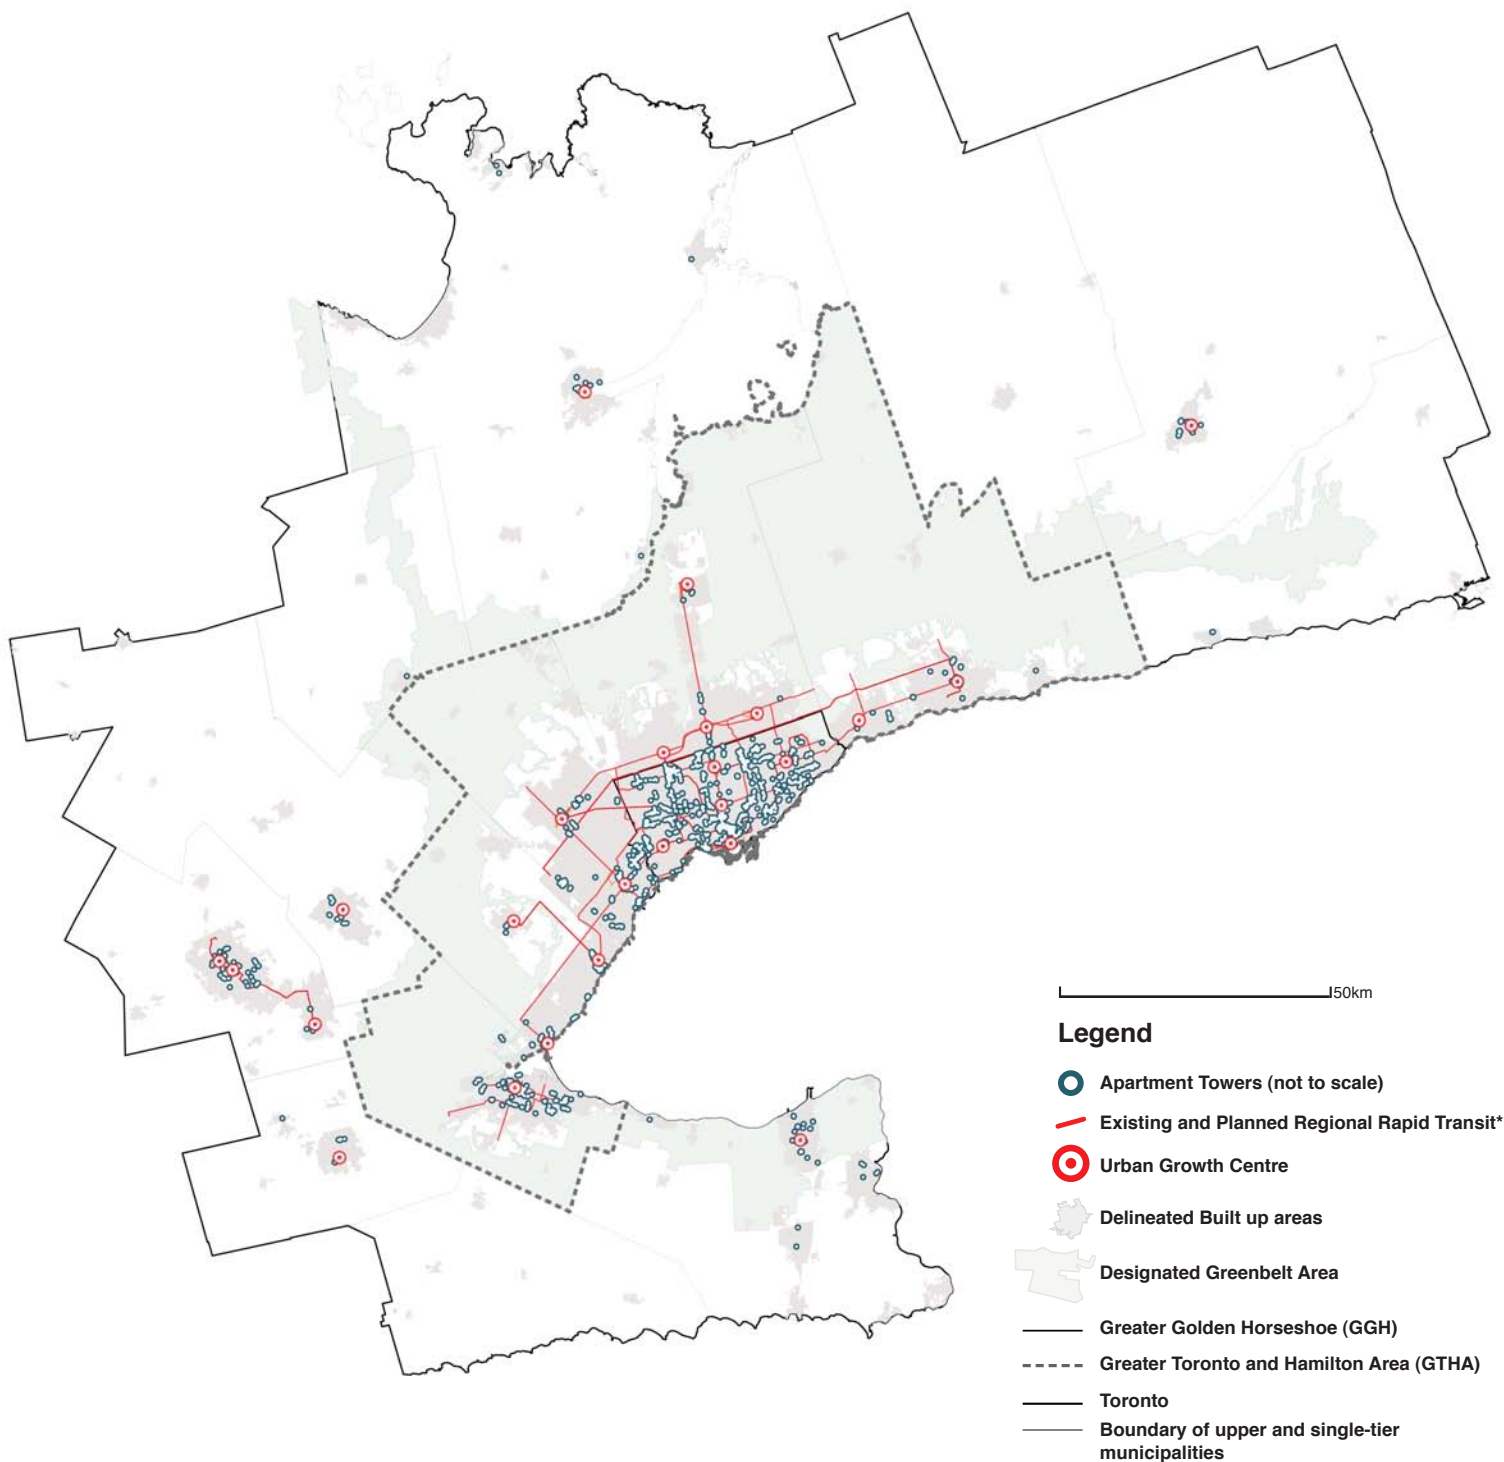 50km
Legend
Apartment Towers (not to scale)
Existing and Planned Regional Rapid Transit*
Urban Growth Centre
Delineated Built up areas
Designated Greenbelt Area
Greater Golden Horseshoe (GGH)
Greater Toronto and Hamilton Area (GTHA)
Toronto
Boundary of upper and single-tier
municipalities